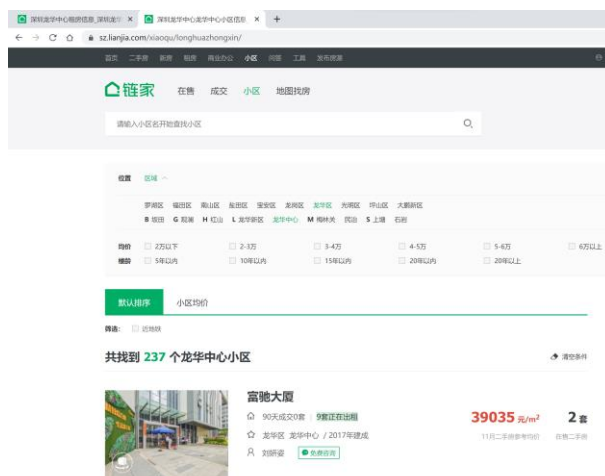 深圳龙华中心租房信息_深圳龙华
深圳龙华中心龙华中心小区信息_
sz.lianjia.com/xiaoqu/longhuazhongxin/
首页 二手房 新房 租房 商业办公 小区 问答 工具 发布房源
链家 在售 成交 小区 地图找房
请输入小区名开始查找小区
位置 区域
罗湖区 福田区 南山区 盐田区 宝安区 龙岗区 龙华区 光明区 坪山区 大鹏新区
B 坂田 G 观澜 H 红山 L 龙华新区 龙华中心 M 梅林关 民治 S 上塘 石岩
均价 2万以下 2-3万 3-4万 4-5万 5-6万 6万以上
楼龄 5年以内 10年以内 15年以内 20年以内 20年以上
默认排序 小区均价
筛选: 近地铁
共找到 237 个龙华中心小区 清空条件
富驰大厦
90天成交0套 9套正在出租 39035 元/m² 2套
龙华区 龙华中心 / 2017年建成 11月二手房参考均价 在售二手房
刘妍姿 免费咨询